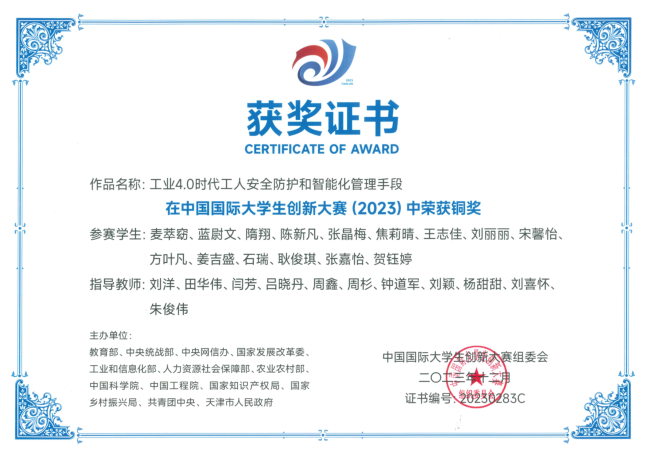 获奖证书
CERTIFICATE OF AWARD
作品名称：工业4.0时代工人安全防护和智能化管理手段
在中国国际大学生创新大赛（2023）中荣获铜奖
参赛学生：麦萃窈、蓝尉文、隋翔、陈新凡、张晶梅、焦莉晴、王志佳、刘丽丽、宋馨怡、
方叶凡、姜吉盛、石瑞、耿俊琪、张嘉怡、贺钰婷
指导教师：刘洋、田华伟、闫芳、吕晓丹、周鑫、周杉、钟道军、刘颖、杨甜甜、刘喜怀、
朱俊伟
主办单位：
教育部、中央统战部、中央网信办、国家发展改革委、
工业和信息化部、人力资源社会保障部、农业农村部、
中国科学院、中国工程院、国家知识产权局、国家
乡村振兴局、共青团中央、天津市人民政府
中国国际大学生创新大赛组委会
二〇二三年十二月
证书编号：20230283C